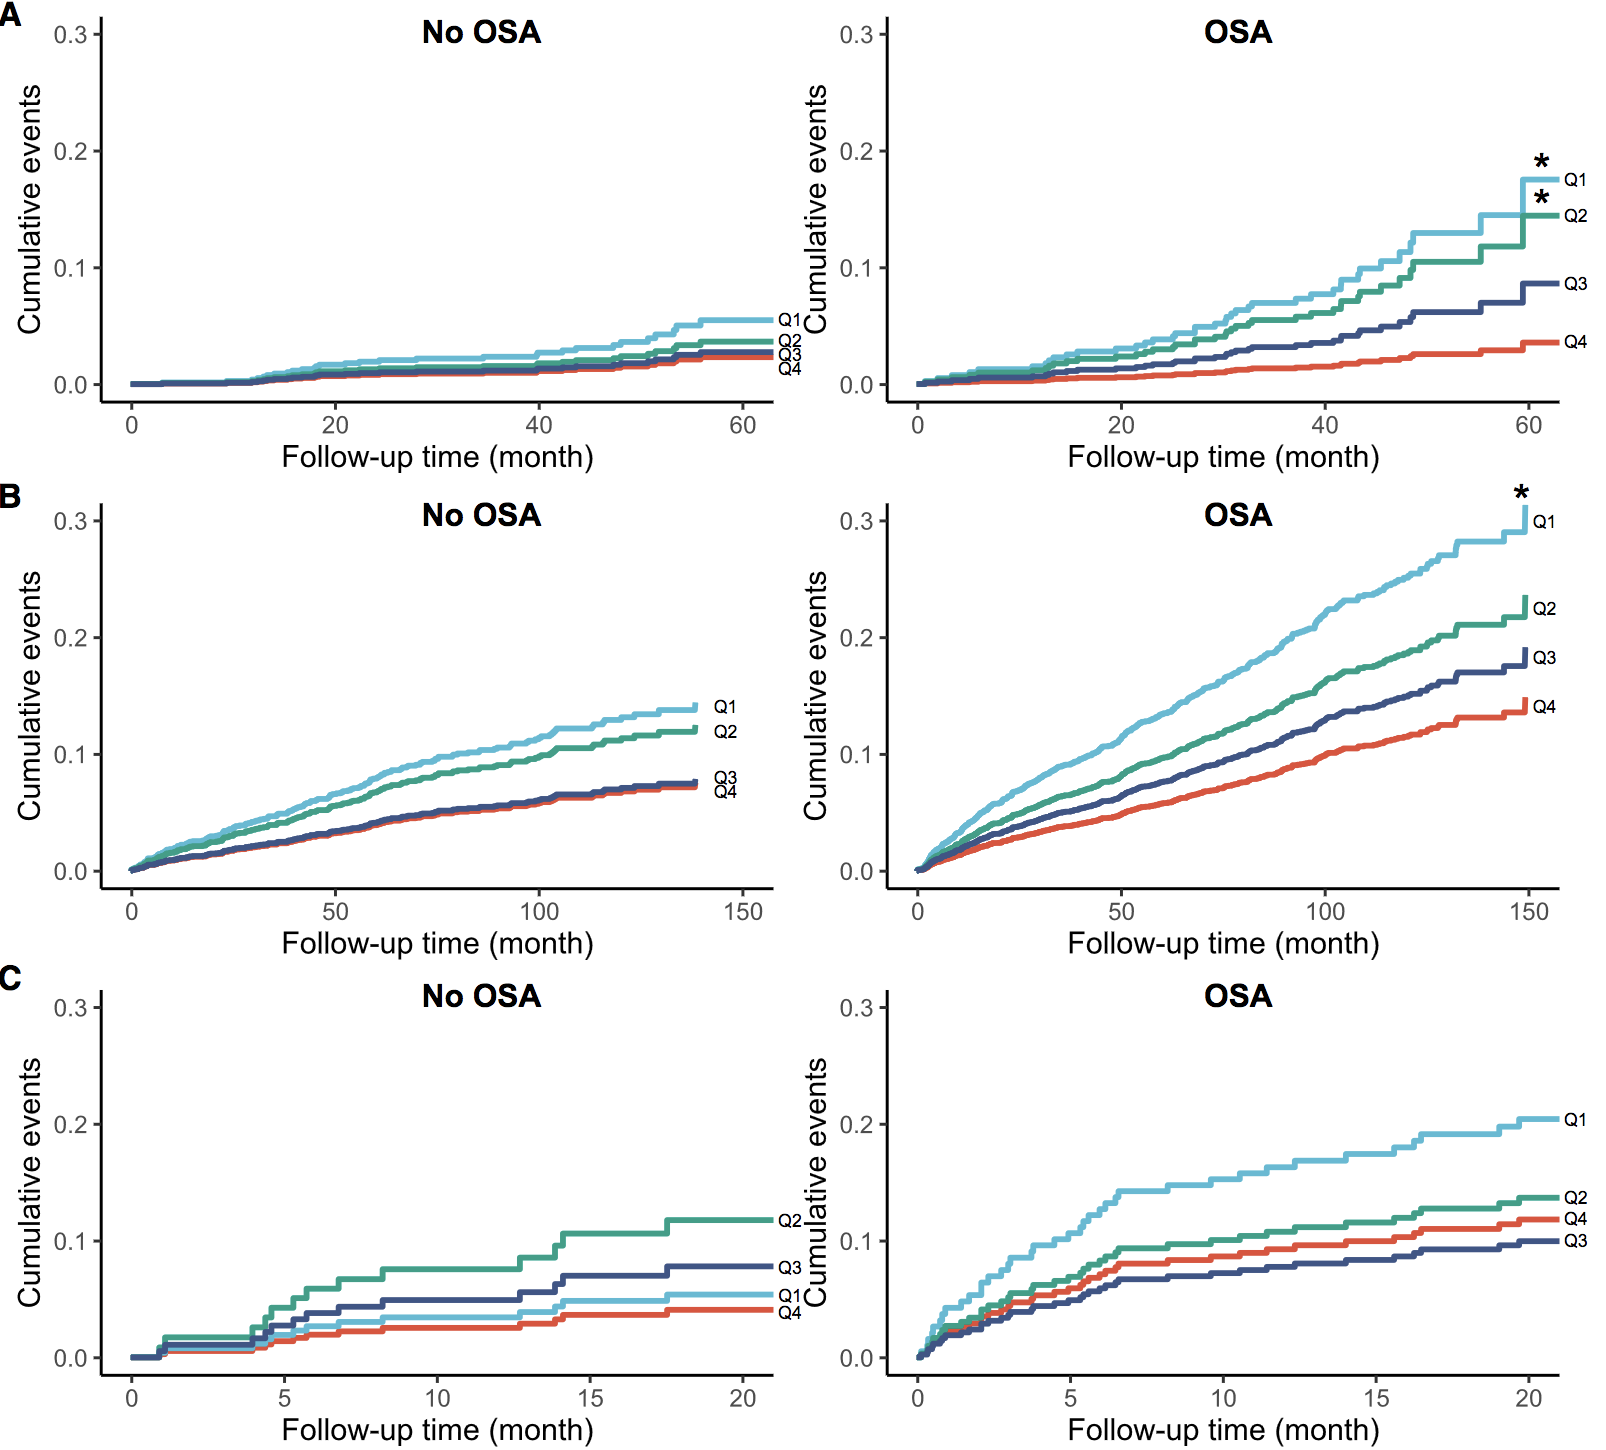 A
No OSA
Cumulative events
0.3
0.2
0.1
0.0
Q1
Q2
Q3
Q4
0 20 40 60
Follow-up time (month)
OSA
Cumulative events
0.3
0.2
0.1
0.0
*
Q1
*
Q2
Q3
Q4
0 20 40 60
Follow-up time (month)
B
No OSA
Cumulative events
0.3
0.2
0.1
0.0
Q1
Q2
Q3
Q4
0 50 100 150
Follow-up time (month)
OSA
Cumulative events
0.3
0.2
0.1
0.0
*
Q1
Q2
Q3
Q4
0 50 100 150
Follow-up time (month)
C
No OSA
Cumulative events
0.3
0.2
0.1
0.0
Q2
Q3
Q1
Q4
0 5 10 15 20
Follow-up time (month)
OSA
Cumulative events
0.3
0.2
0.1
0.0
Q1
Q2
Q4
Q3
0 5 10 15 20
Follow-up time (month)